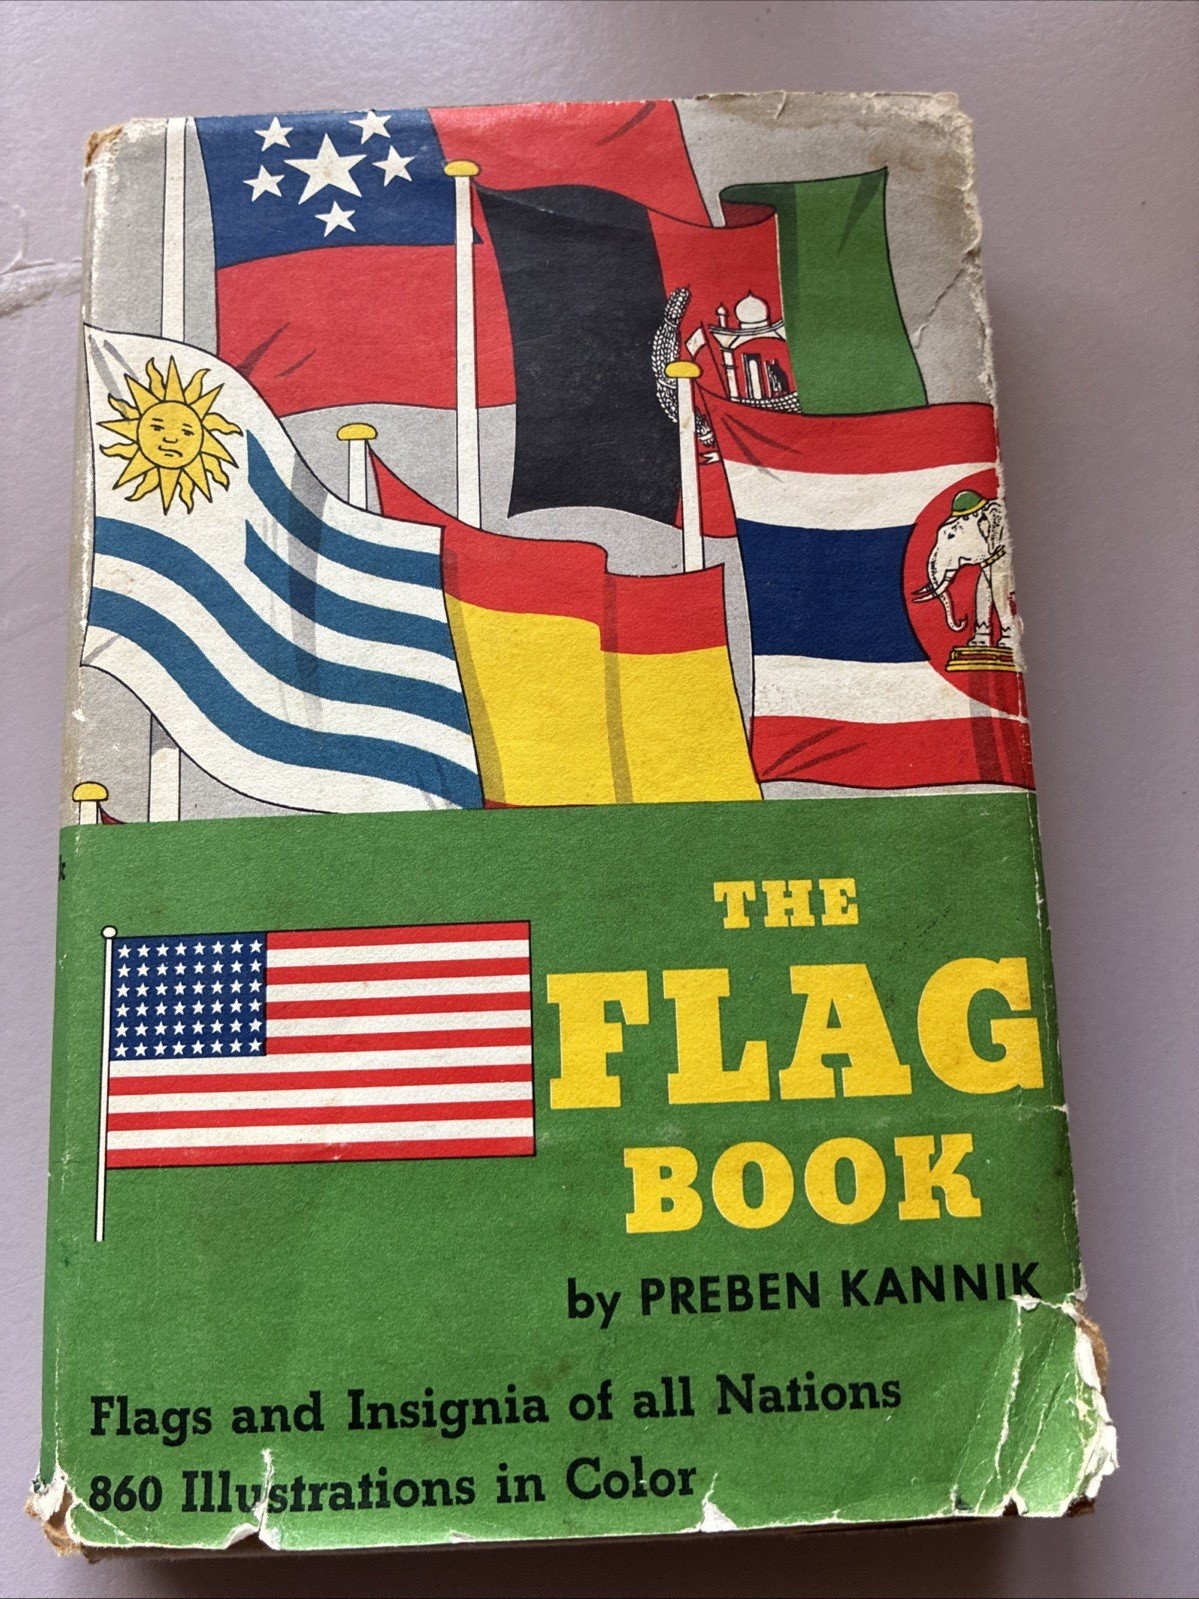 THE
FLAG
BOOK
by PREBEN KANNIK
Flags and Insignia of all Nations
860 Illustrations in Color